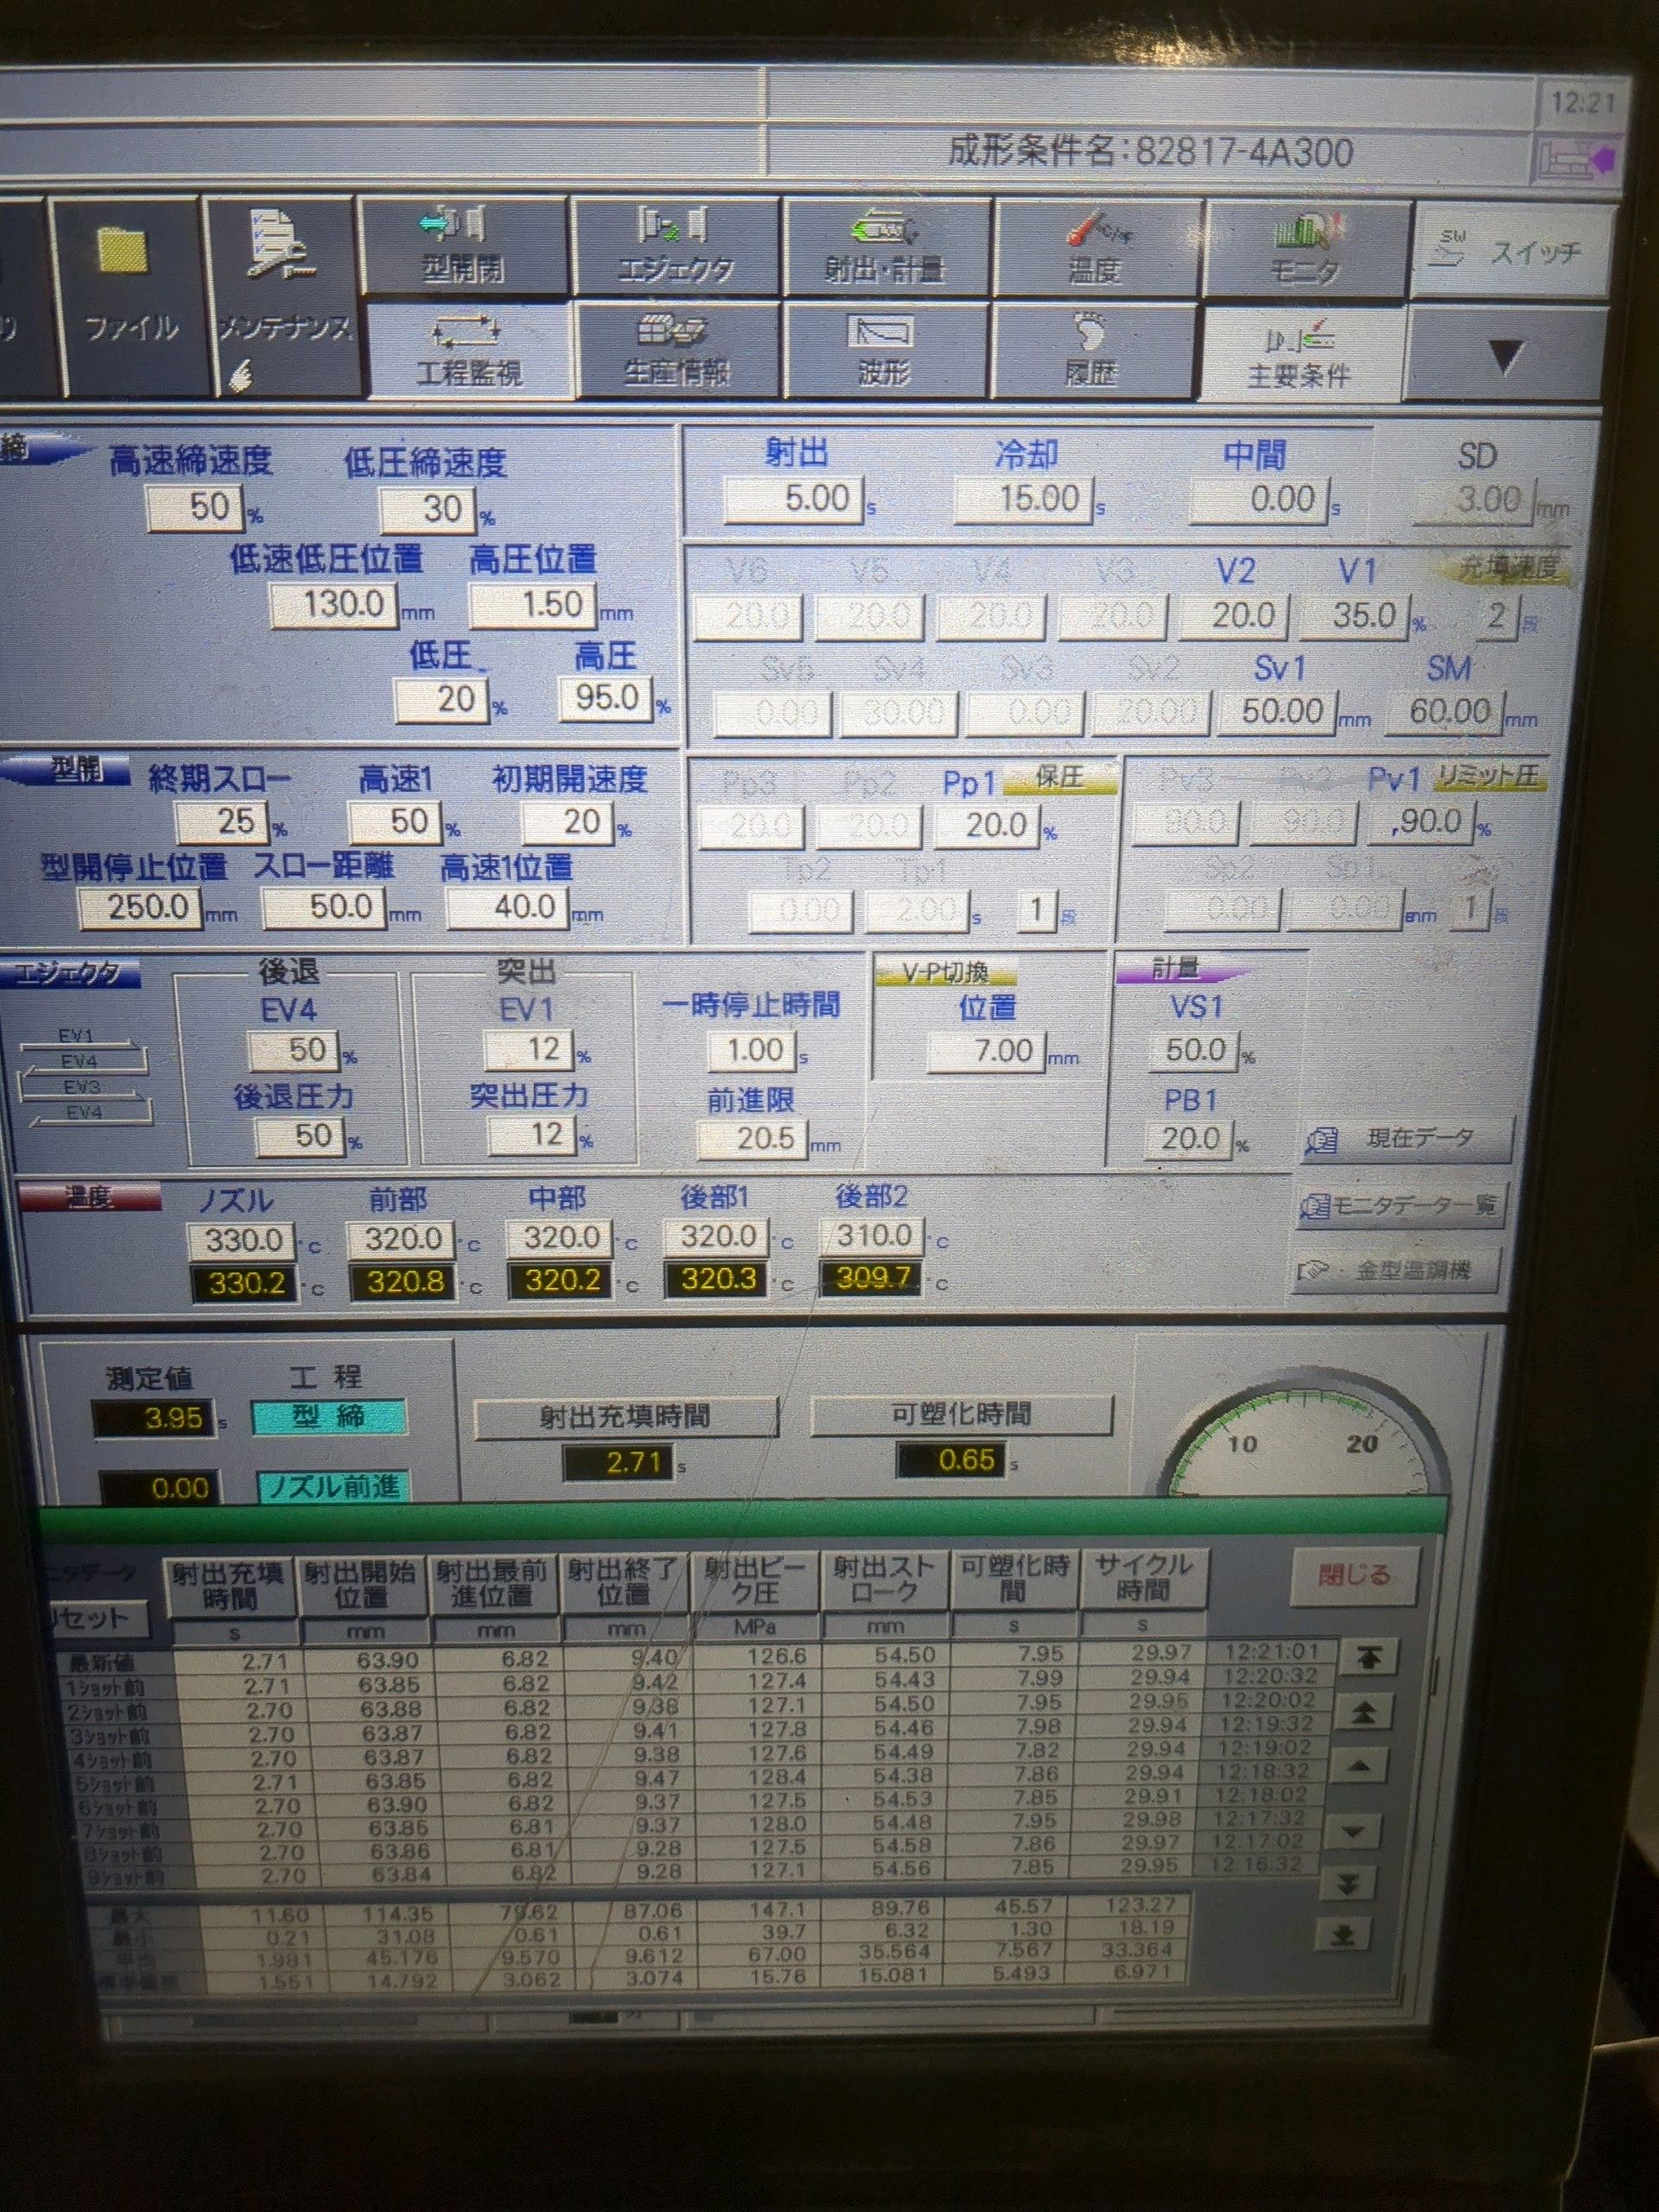 12:21
成形条件名:82817-4A300
型開閉 エジェクタ 射出・計量 温度 モニタ SW スイッチ
ファイル メンテナンス
工程監視 生産情報 波形 履歴 主要条件 ▼
締 高速締速度 低圧締速度
50 % 30 %
低速低圧位置 高圧位置
130.0 mm 1.50 mm
低圧 高圧
20 % 95.0 %
射出 冷却 中間 SD
5.00 s 15.00 s 0.00 s 3.00 mm
V6 V5 V4 V3 V2 V1 充填速度
20.0 20.0 20.0 20.0 20.0 35.0 % 2 段
Sv5 Sv4 Sv3 Sv2 Sv1 SM
0.00 30.00 0.00 20.00 50.00 mm 60.00 mm
型開 終期スロー 高速1 初期開速度
25 % 50 % 20 %
型開停止位置 スロー距離 高速1位置
250.0 mm 50.0 mm 40.0 mm
Pp3 Pp2 Pp1 保圧
20.0 20.0 20.0 %
Tp2 Tp1
0.00 2.00 s 1 段
Pv3 Pv2 Pv1 リミット圧
90.0 90.0 ,90.0 %
Sp2 Sp1
0.00 0.00 mm 1 段
エジェクタ 後退 突出
EV4 EV1 一時停止時間
50 % 12 % 1.00 s
後退圧力 突出圧力 前進限
50 % 12 % 20.5 mm
EV1
EV4
EV3
EV4
V-P切換
位置
7.00 mm
計量
VS1
50.0 %
PB1
20.0 %
現在データ
モニタデータ一覧
金型温調機
温度 ノズル 前部 中部 後部1 後部2
330.0 °C 320.0 °C 320.0 °C 320.0 °C 310.0 °C
330.2 °C 320.8 °C 320.2 °C 320.3 °C 309.7 °C
測定値 工程
3.95 s 型締
0.00 ノズル前進
射出充填時間 可塑化時間
2.71 s 0.65 s
10 20
ニタデータ 射出充填時間 射出開始位置 射出最前進位置 射出終了位置 射出ピーク圧 射出ストローク 可塑化時間 サイクル時間 閉じる
リセット s mm mm mm MPa mm s s
最新値 2.71 63.90 6.82 9.40 126.6 54.50 7.95 29.97 12:21:01
1ショット前 2.71 63.85 6.82 9.42 127.4 54.43 7.99 29.94 12:20:32
2ショット前 2.70 63.88 6.82 9.38 127.1 54.50 7.95 29.95 12:20:02
3ショット前 2.70 63.87 6.82 9.41 127.8 54.46 7.98 29.94 12:19:32
4ショット前 2.70 63.87 6.82 9.38 127.6 54.49 7.82 29.94 12:19:02
5ショット前 2.71 63.85 6.82 9.47 128.4 54.38 7.86 29.94 12:18:32
6ショット前 2.70 63.90 6.82 9.37 127.5 54.53 7.85 29.91 12:18:02
7ショット前 2.70 63.85 6.81 9.37 128.0 54.48 7.95 29.98 12:17:32
8ショット前 2.70 63.86 6.81 9.28 127.5 54.58 7.86 29.97 12:17:02
9ショット前 2.70 63.84 6.82 9.28 127.1 54.56 7.85 29.95 12:16:32
最大 11.60 114.35 79.62 87.06 147.1 89.76 45.57 123.27
最小 0.21 31.08 0.61 0.61 39.7 6.32 1.30 18.19
平均 1.981 45.176 9.570 9.612 67.00 35.564 7.567 33.364
標準偏差 1.551 14.792 3.062 3.074 15.76 15.081 5.493 6.971